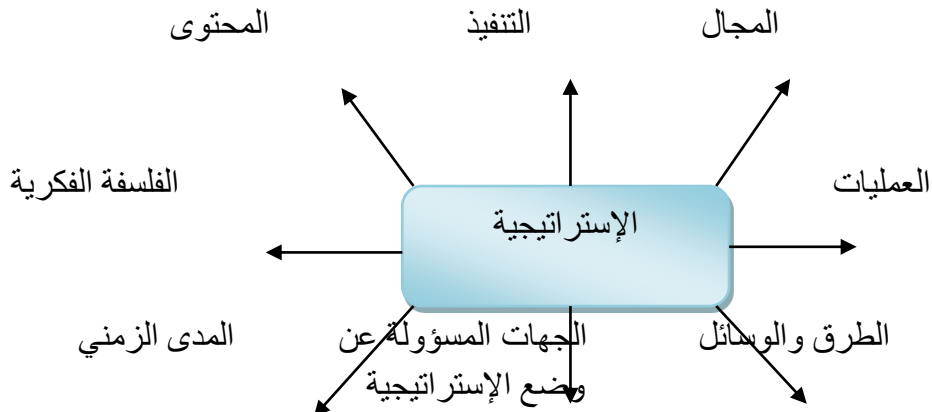 المجال التنفيذ المحتوى
العمليات الفلسفة الفكرية
الإستراتيجية
الطرق والوسائل الجهات المسؤولة عن المدى الزمني
وضع الإستراتيجية